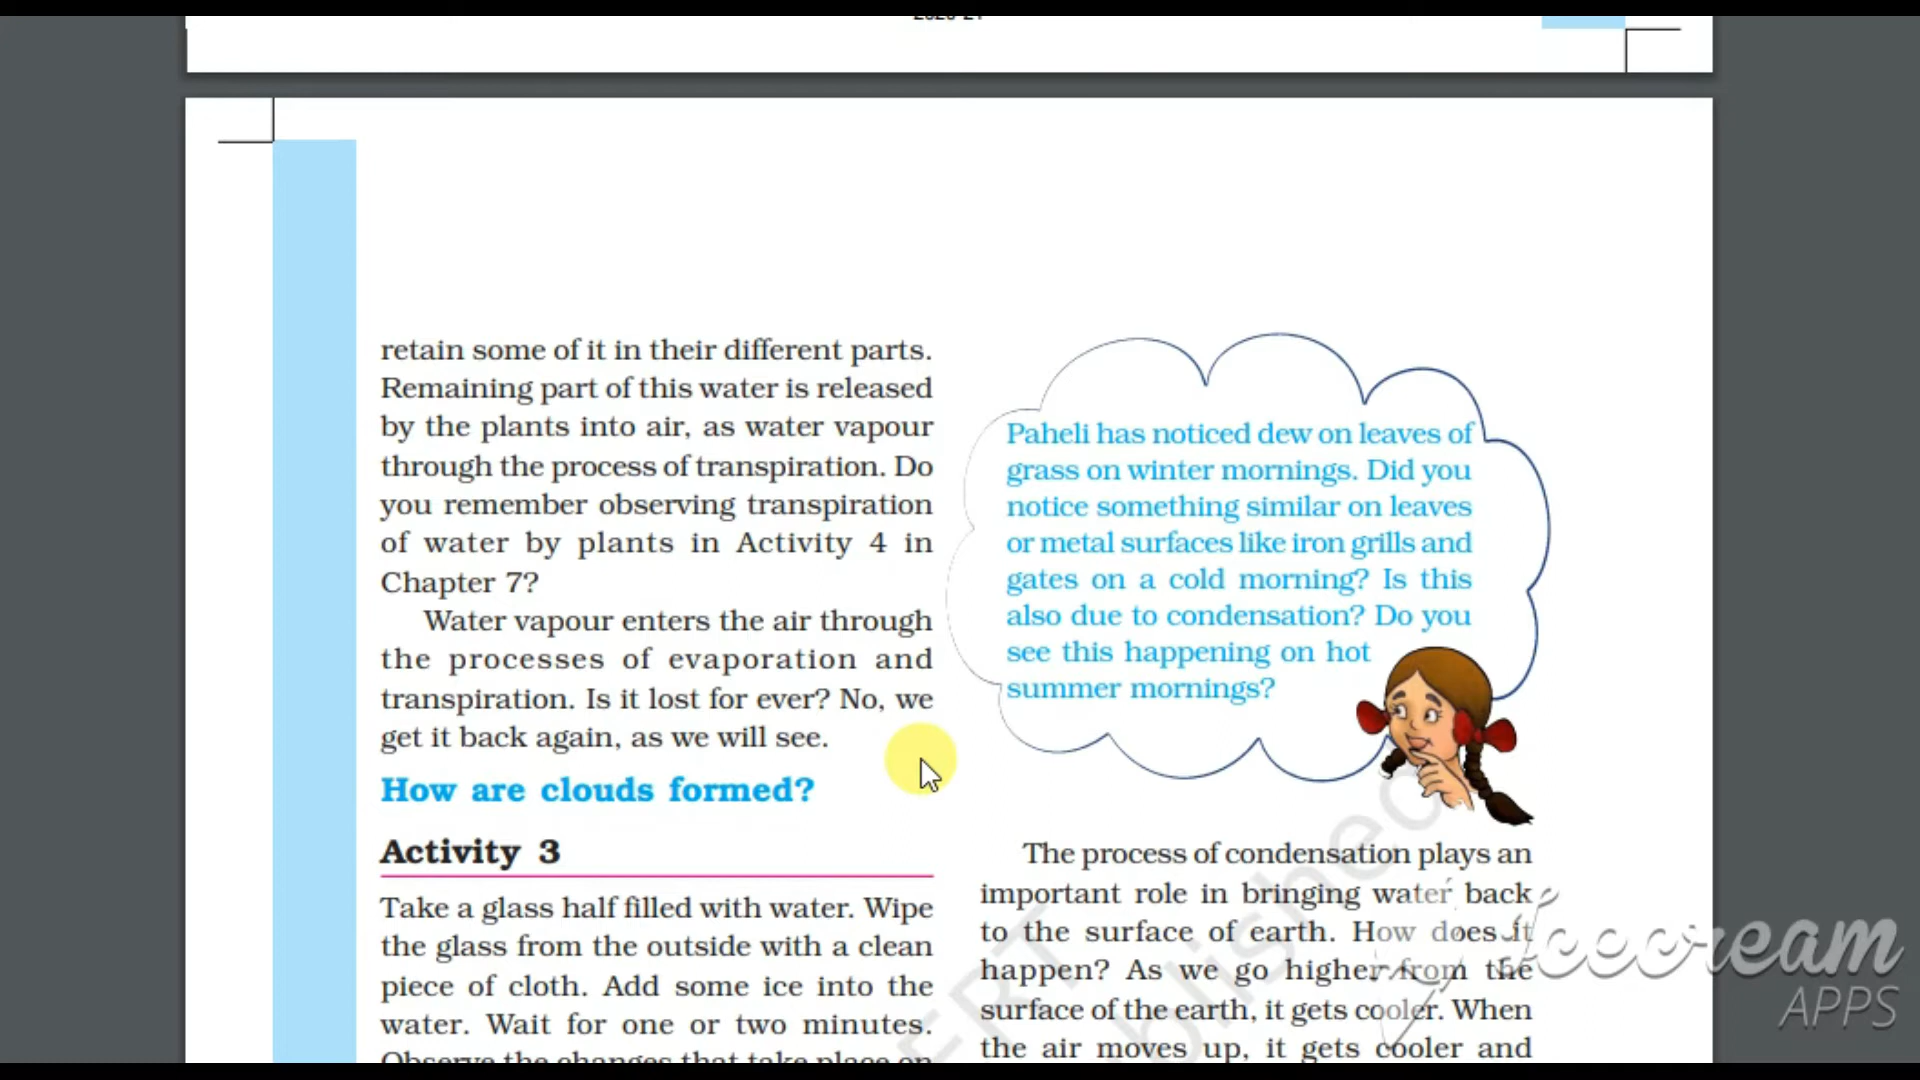 retain some of it in their different parts.
Remaining part of this water is released
by the plants into air, as water vapour
through the process of transpiration. Do
you remember observing transpiration
of water by plants in Activity 4 in
Chapter 7?
Water vapour enters the air through
the processes of evaporation and
transpiration. Is it lost for ever? No, we
get it back again, as we will see.
How are clouds formed?
Activity 3
Take a glass half filled with water. Wipe
the glass from the outside with a clean
piece of cloth. Add some ice into the
water. Wait for one or two minutes.
Observe the changes that take place on
Paheli has noticed dew on leaves of
grass on winter mornings. Did you
notice something similar on leaves
or metal surfaces like iron grills and
gates on a cold morning? Is this
also due to condensation? Do you
see this happening on hot
summer mornings?
The process of condensation plays an
important role in bringing water back
to the surface of earth. How does it
happen? As we go higher from the
surface of the earth, it gets cooler. When
the air moves up, it gets cooler and
Icecream
APPS